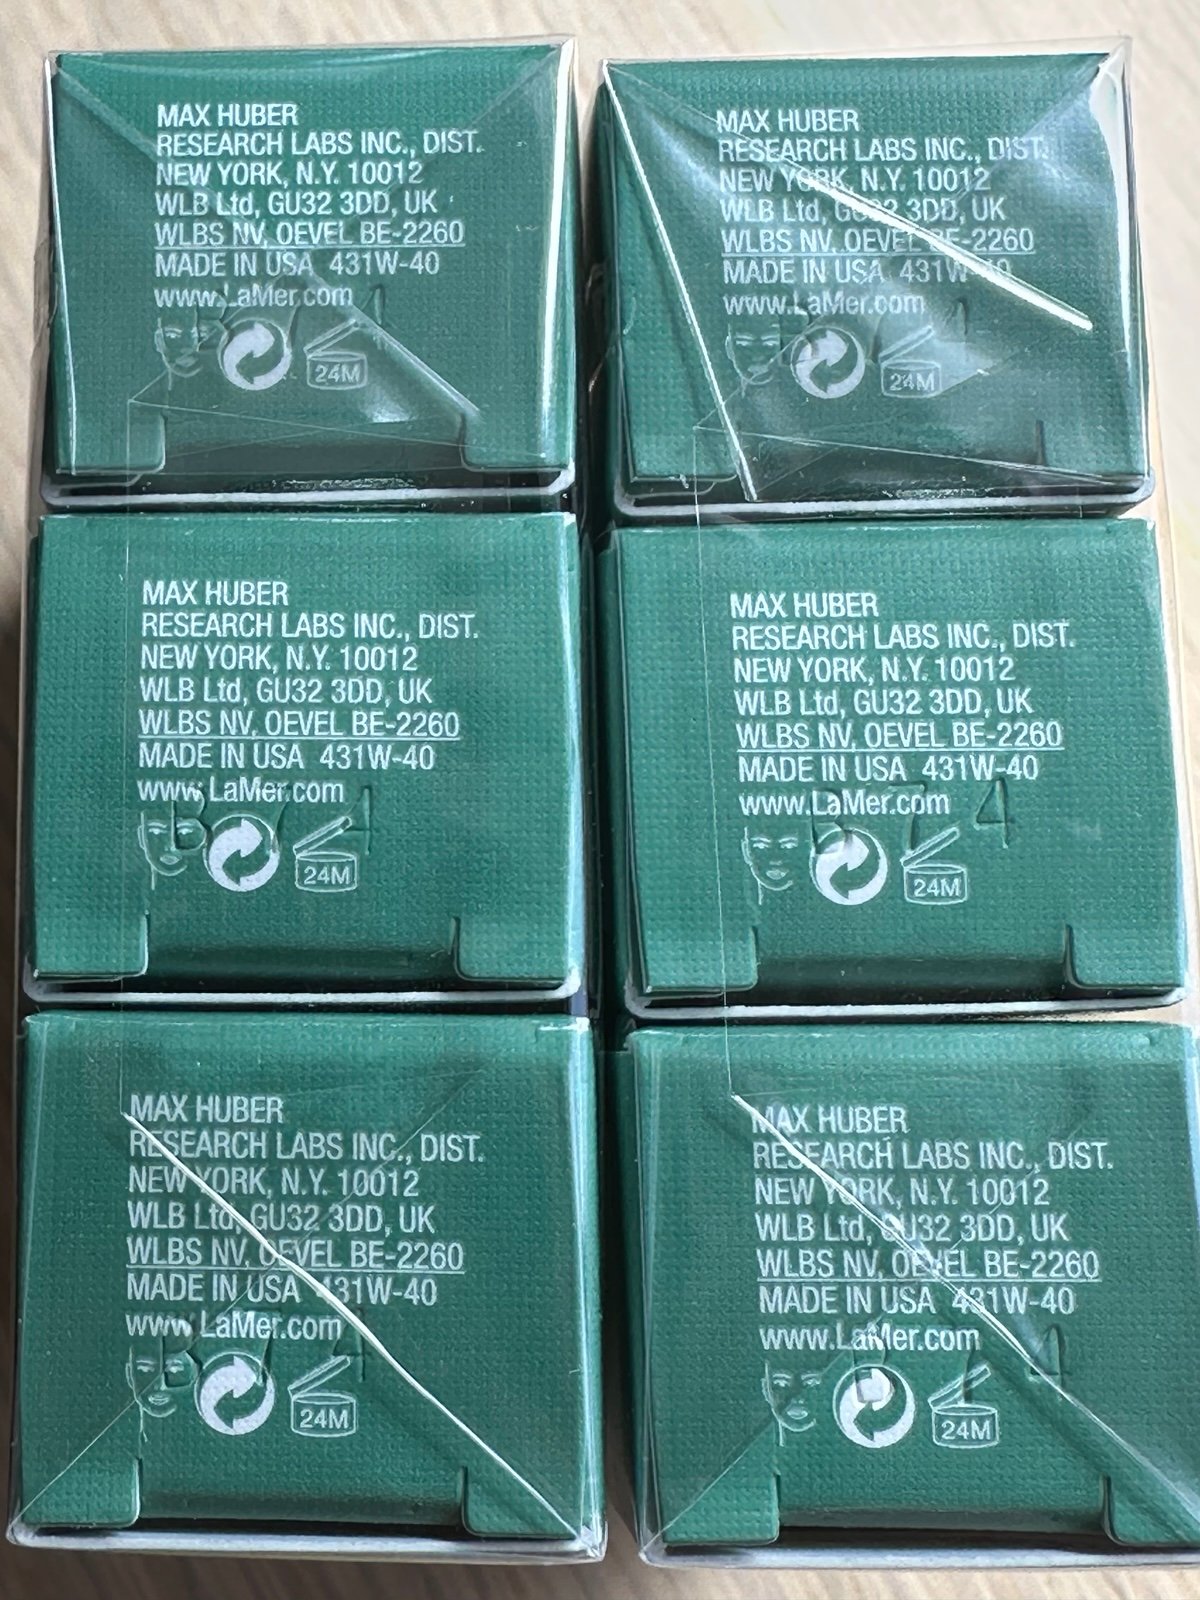 MAX HUBER
RESEARCH LABS INC., DIST.
NEW YORK, N.Y. 10012
WLB Ltd, GU32 3DD, UK
WLBS NV, OEVEL BE-2260
MADE IN USA 431W-40
www.LaMer.com
B74
24M
MAX HUBER
RESEARCH LABS INC., DIST.
NEW YORK, N.Y. 10012
WLB Ltd, GU32 3DD, UK
WLBS NV, OEVEL BE-2260
MADE IN USA 431W-40
www.LaMer.com
B74
24M
MAX HUBER
RESEARCH LABS INC., DIST.
NEW YORK, N.Y. 10012
WLB Ltd, GU32 3DD, UK
WLBS NV, OEVEL BE-2260
MADE IN USA 431W-40
www.LaMer.com
B74
24M
MAX HUBER
RESEARCH LABS INC., DIST.
NEW YORK, N.Y. 10012
WLB Ltd, GU32 3DD, UK
WLBS NV, OEVEL BE-2260
MADE IN USA 431W-40
www.LaMer.com
B74
24M
MAX HUBER
RESEARCH LABS INC., DIST.
NEW YORK, N.Y. 10012
WLB Ltd, GU32 3DD, UK
WLBS NV, OEVEL BE-2260
MADE IN USA 431W-40
www.LaMer.com
B74
24M
MAX HUBER
RESEARCH LABS INC., DIST.
NEW YORK, N.Y. 10012
WLB Ltd, GU32 3DD, UK
WLBS NV, OEVEL BE-2260
MADE IN USA 431W-40
www.LaMer.com
B74
24M